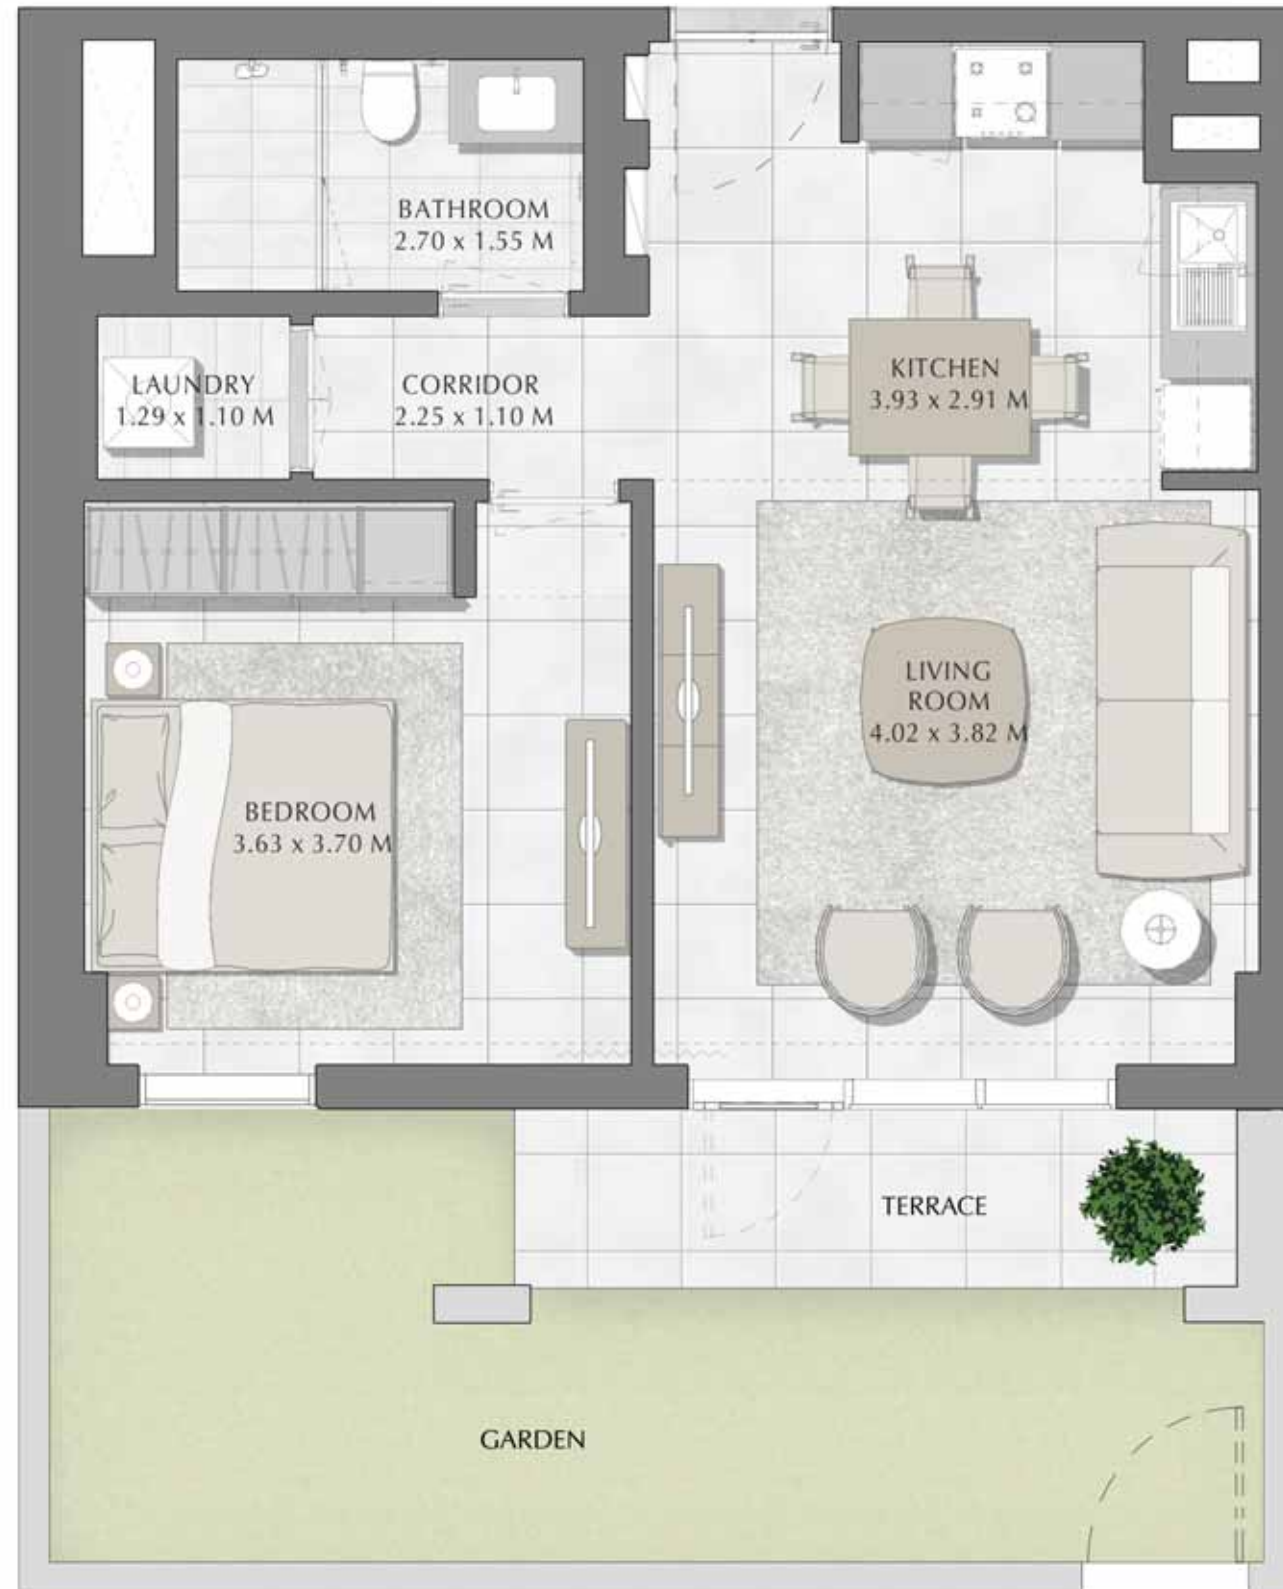 BATHROOM
2.70 x 1.55 M
LAUNDRY
1.29 x 1.10 M
CORRIDOR
2.25 x 1.10 M
KITCHEN
3.93 x 2.91 M
LIVING
ROOM
4.02 x 3.82 M
BEDROOM
3.63 x 3.70 M
TERRACE
GARDEN